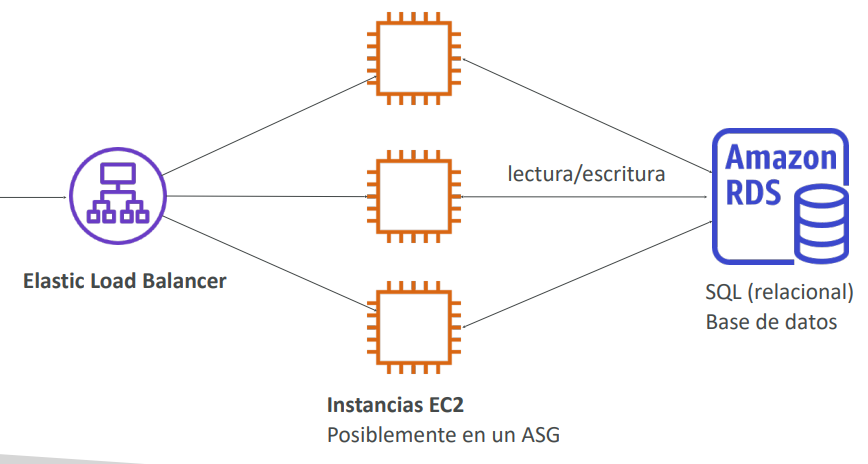 lectura/escritura
Amazon
RDS
Elastic Load Balancer
SQL (relacional)
Base de datos
Instancias EC2
Posiblemente en un ASG